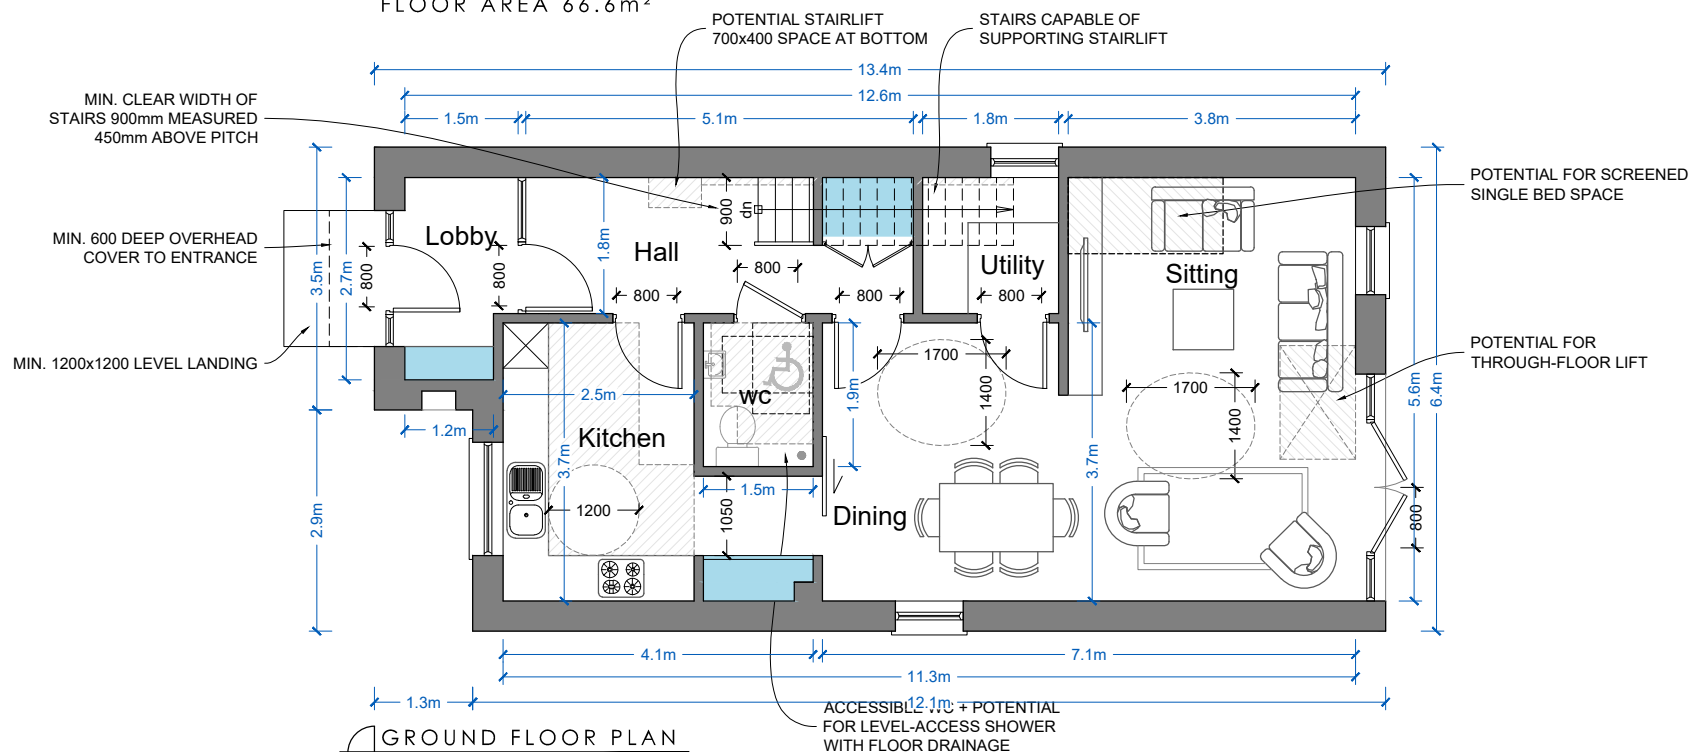 FLOOR AREA 66.6m²
POTENTIAL STAIRLIFT
700x400 SPACE AT BOTTOM
STAIRS CAPABLE OF
SUPPORTING STAIRLIFT
13.4m
12.6m
1.5m
5.1m
1.8m
3.8m
MIN. CLEAR WIDTH OF
STAIRS 900mm MEASURED
450mm ABOVE PITCH
MIN. 600 DEEP OVERHEAD
COVER TO ENTRANCE
MIN. 1200x1200 LEVEL LANDING
3.5m
2.7m
800
Lobby
800
1.8m
Hall
900
up
800
800
800
Utility
800
Sitting
POTENTIAL FOR SCREENED
SINGLE BED SPACE
POTENTIAL FOR
THROUGH-FLOOR LIFT
5.6m
6.4m
1700
1400
1700
1400
2.5m
wc
1.9m
1.2m
Kitchen
3.7m
3.7m
1.5m
1200
1050
Dining
800
2.9m
4.1m
7.1m
11.3m
1.3m
12.1m
ACCESSIBLE WC + POTENTIAL
FOR LEVEL-ACCESS SHOWER
WITH FLOOR DRAINAGE
GROUND FLOOR PLAN